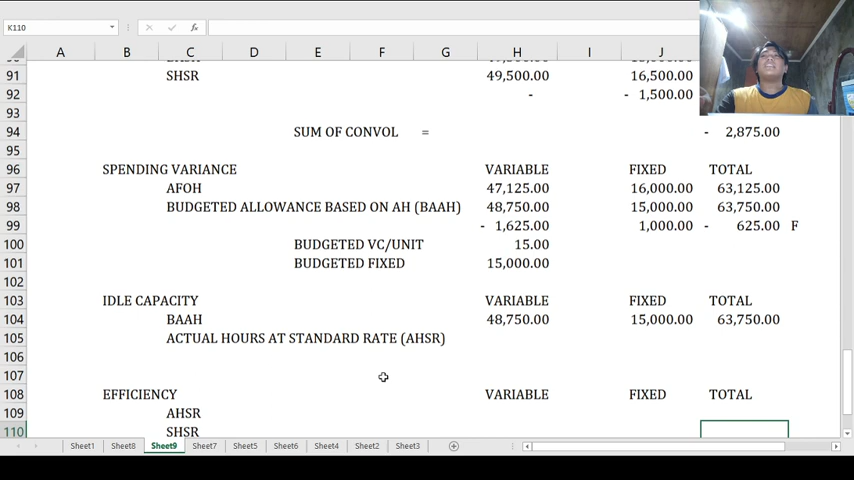 K110 fx
A B C D E F G H I J
91 SHSR 49,500.00 16,500.00
92 - - 1,500.00
93
94 SUM OF CONVOL = - 2,875.00
95
96 SPENDING VARIANCE VARIABLE FIXED TOTAL
97 AFOH 47,125.00 16,000.00 63,125.00
98 BUDGETED ALLOWANCE BASED ON AH (BAAH) 48,750.00 15,000.00 63,750.00
99 - 1,625.00 1,000.00 - 625.00 F
100 BUDGETED VC/UNIT 15.00
101 BUDGETED FIXED 15,000.00
102
103 IDLE CAPACITY VARIABLE FIXED TOTAL
104 BAAH 48,750.00 15,000.00 63,750.00
105 ACTUAL HOURS AT STANDARD RATE (AHSR)
106
107
108 EFFICIENCY VARIABLE FIXED TOTAL
109 AHSR
110 SHSR
Sheet1 Sheet8 Sheet9 Sheet7 Sheet5 Sheet6 Sheet4 Sheet2 Sheet3